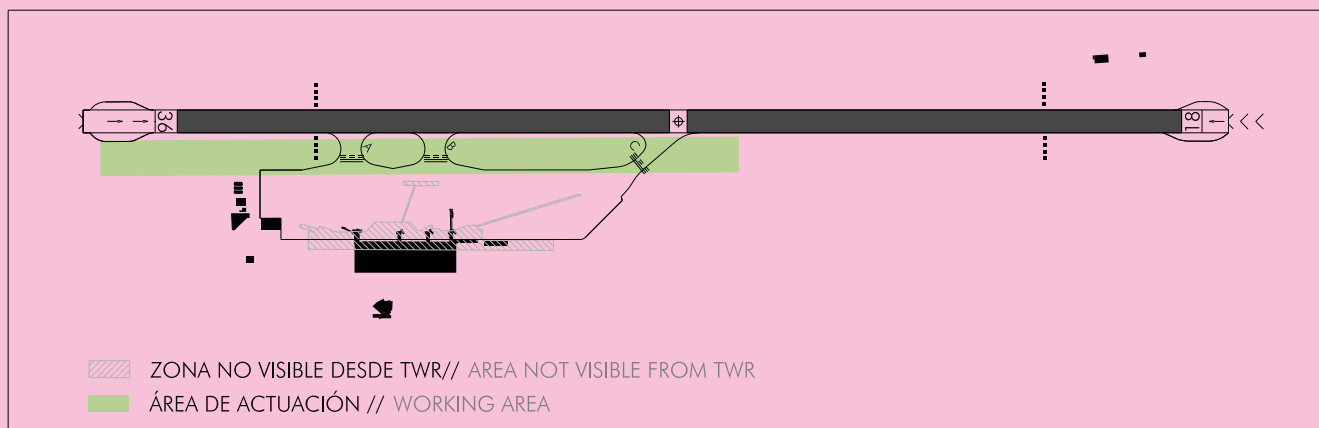 36
18
A
B
C
ZONA NO VISIBLE DESDE TWR// AREA NOT VISIBLE FROM TWR
ÁREA DE ACTUACIÓN // WORKING AREA